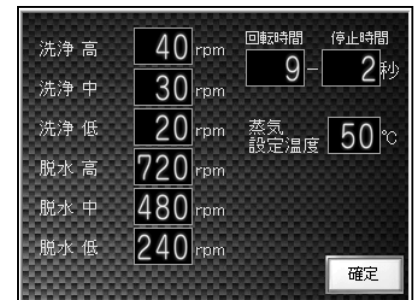 洗浄 高 40 rpm
洗浄 中 30 rpm
洗浄 低 20 rpm
脱水 高 720 rpm
脱水 中 480 rpm
脱水 低 240 rpm
回転時間 停止時間
9 - 2 秒
蒸気
設定温度 50 ℃
確定